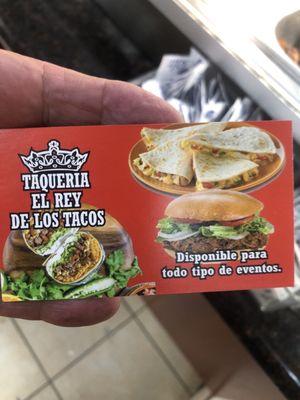 TAQUERIA
EL REY
DE LOS TACOS
Disponible para
todo tipo de eventos.